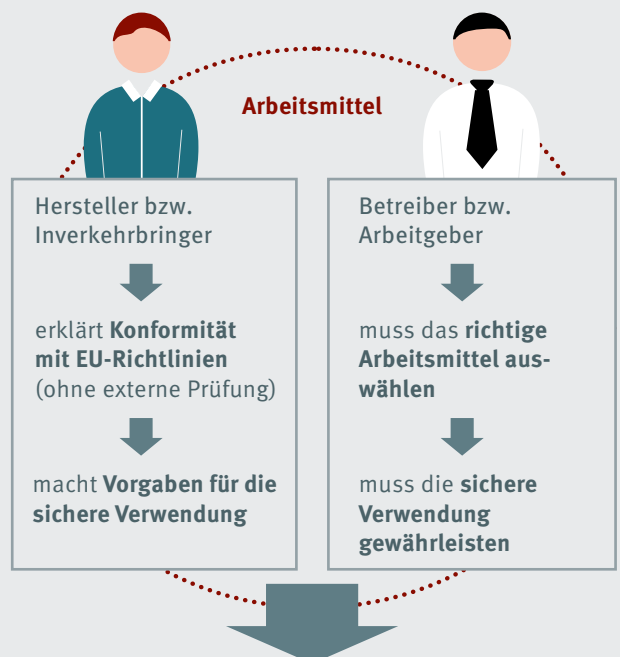 Arbeitsmittel
Hersteller bzw.
Inverkehrbringer
erklärt Konformität
mit EU-Richtlinien
(ohne externe Prüfung)
macht Vorgaben für die
sichere Verwendung
Betreiber bzw.
Arbeitgeber
muss das richtige
Arbeitsmittel aus-
wählen
muss die sichere
Verwendung
gewährleisten